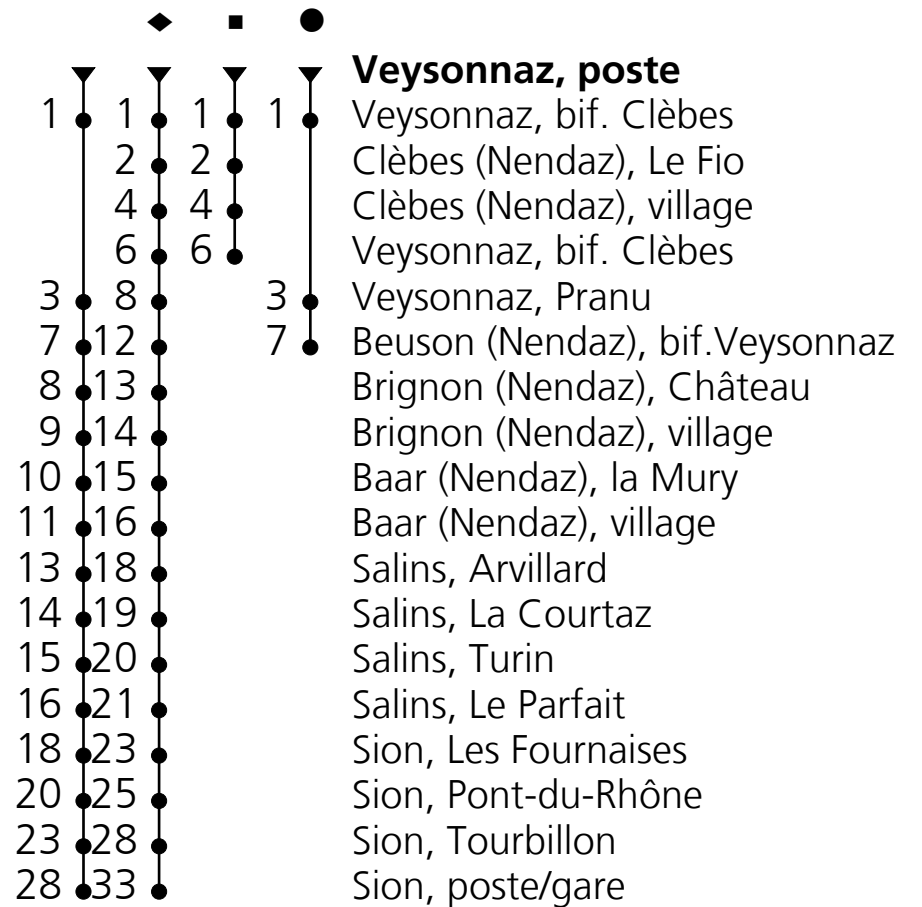 ◆ ■ ●
Veysonnaz, poste
1 1 1 1 Veysonnaz, bif. Clèbes
2 2 Clèbes (Nendaz), Le Fio
4 4 Clèbes (Nendaz), village
6 6 Veysonnaz, bif. Clèbes
3 8 3 Veysonnaz, Pranu
7 12 7 Beuson (Nendaz), bif.Veysonnaz
8 13 Brignon (Nendaz), Château
9 14 Brignon (Nendaz), village
10 15 Baar (Nendaz), la Mury
11 16 Baar (Nendaz), village
13 18 Salins, Arvillard
14 19 Salins, La Courtaz
15 20 Salins, Turin
16 21 Salins, Le Parfait
18 23 Sion, Les Fournaises
20 25 Sion, Pont-du-Rhône
23 28 Sion, Tourbillon
28 33 Sion, poste/gare